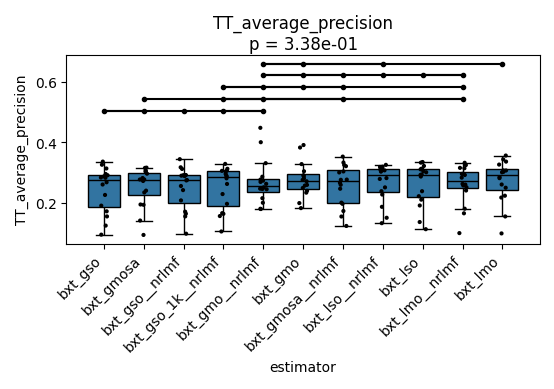 TT_average_precision
p = 3.38e-01
TT_average_precision
0.6
0.4
0.2
bxt_gso
bxt_gmosa
bxt_gso__nrlmf
bxt_gso_1k__nrlmf
bxt_gmo__nrlmf
bxt_gmo
bxt_gmosa__nrlmf
bxt_lso__nrlmf
bxt_lso
bxt_lmo__nrlmf
bxt_lmo
estimator